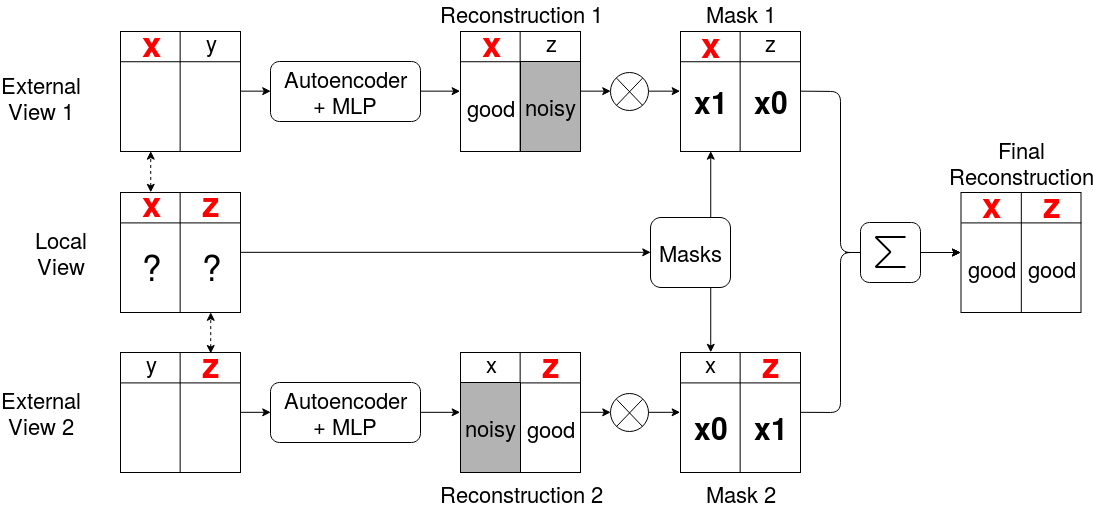 Reconstruction 1
Mask 1
x y
x z
x z
External
View 1
Autoencoder
+ MLP
good noisy
x1 x0
Final
Reconstruction
x z
x z
Local
View
? ?
Masks
∑
good good
y z
x z
x z
External
View 2
Autoencoder
+ MLP
noisy good
x0 x1
Reconstruction 2
Mask 2